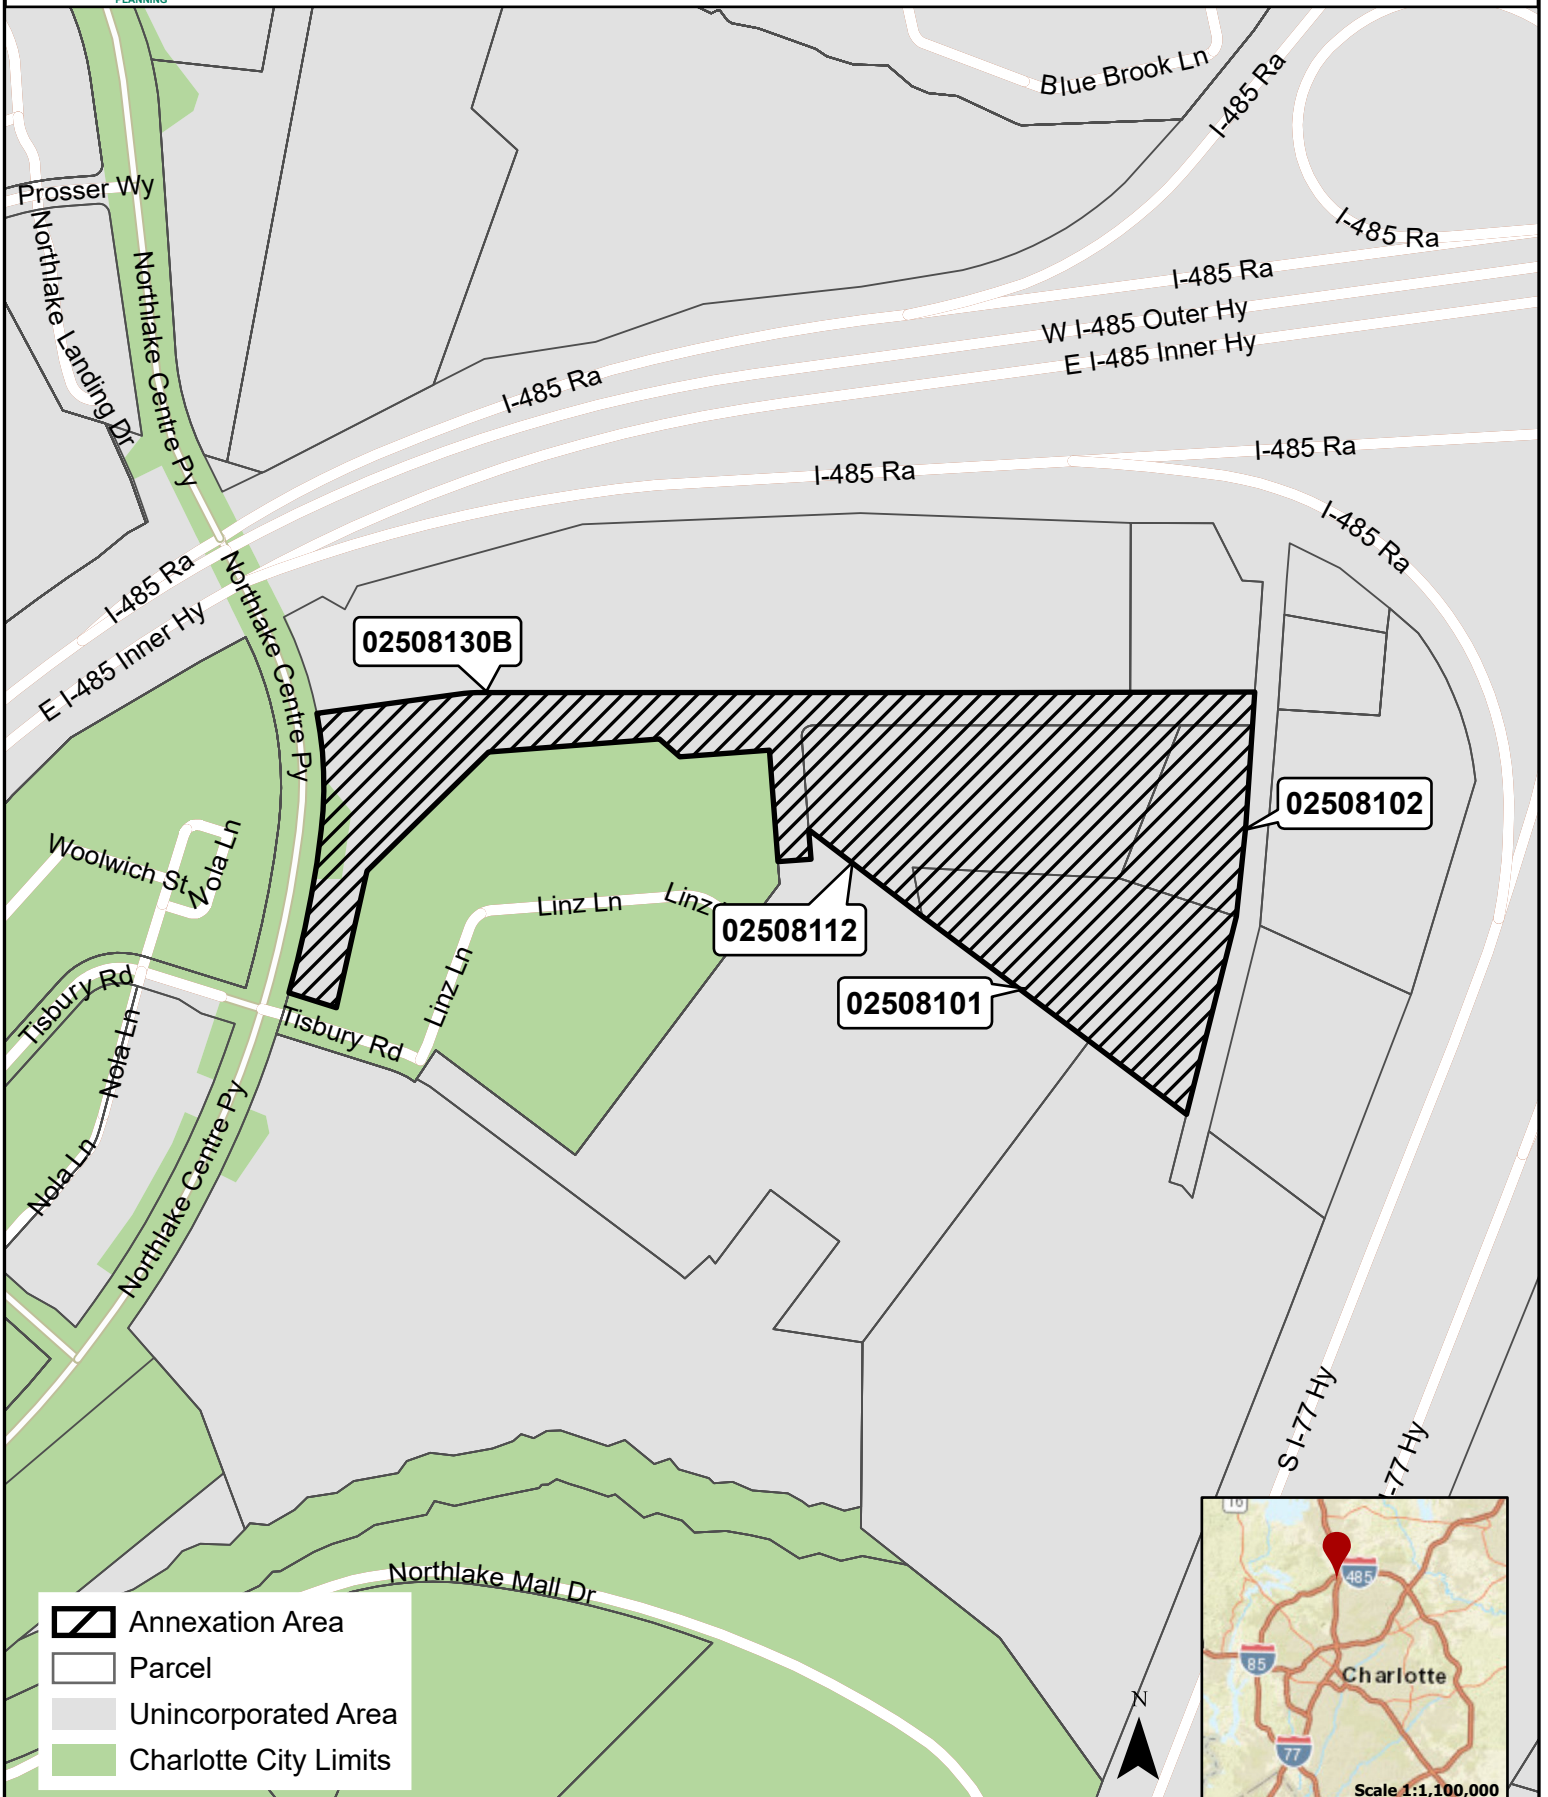 PLANNING
Blue Brook Ln
I-485 Ra
Prosser Wy
I-485 Ra
Northlake Landing Dr
Northlake Centre Py
I-485 Ra
W I-485 Outer Hy
E I-485 Inner Hy
I-485 Ra
I-485 Ra
I-485 Ra
I-485 Ra
I-485 Ra
Northlake Centre Py
E I-485 Inner Hy
02508130B
02508102
Woolwich St
Nola Ln
Linz Ln
Linz
02508112
Linz Ln
02508101
Tisbury Rd
Tisbury Rd
Nola Ln
Nola Ln
Northlake Centre Py
S I-77 Hy
I-77 Hy
Northlake Mall Dr
Annexation Area
Parcel
Unincorporated Area
Charlotte City Limits
N
16
485
85
Charlotte
77
Scale 1:1,100,000